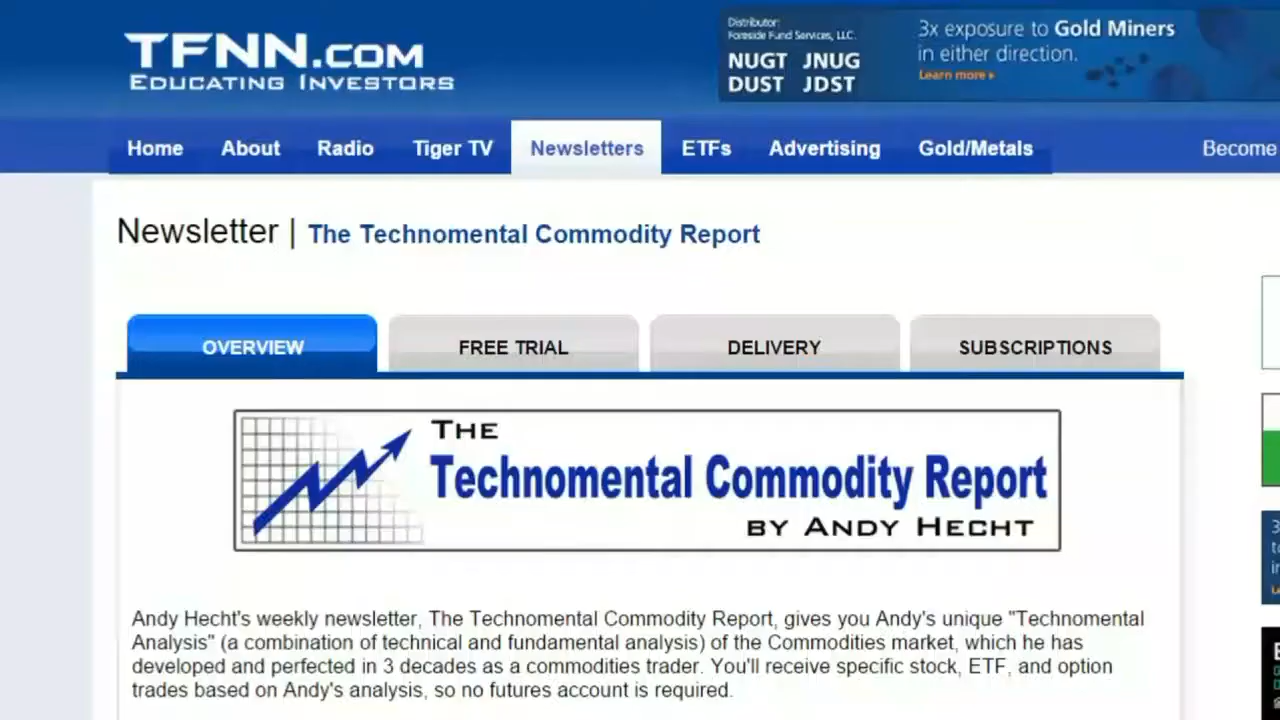 TFNN.COM
EDUCATING INVESTORS
Distributor:
Foreside Fund Services, LLC.
NUGT JNUG
DUST JDST
3x exposure to Gold Miners
in either direction.
Learn more
Home About Radio Tiger TV Newsletters ETFs Advertising Gold/Metals Become
Newsletter | The Technomental Commodity Report
OVERVIEW FREE TRIAL DELIVERY SUBSCRIPTIONS
THE
Technomental Commodity Report
BY ANDY HECHT
Andy Hecht's weekly newsletter, The Technomental Commodity Report, gives you Andy's unique "Technomental
Analysis" (a combination of technical and fundamental analysis) of the Commodities market, which he has
developed and perfected in 3 decades as a commodities trader. You'll receive specific stock, ETF, and option
trades based on Andy's analysis, so no futures account is required.